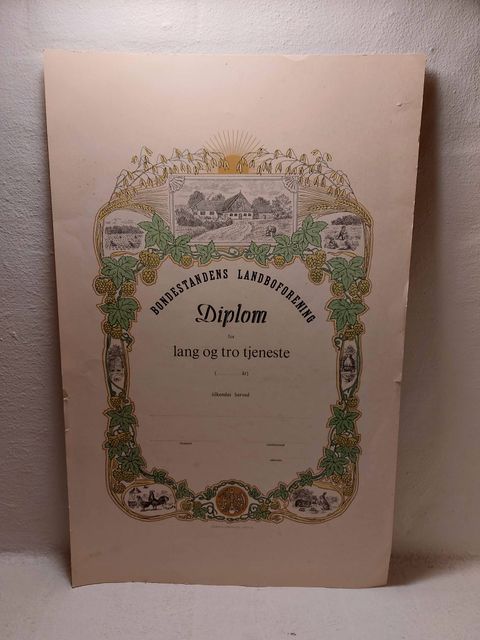 BONDESTANDENS LANDBOFORENING
Diplom
for
lang og tro tjeneste
(.......... år)
tilkendes herved